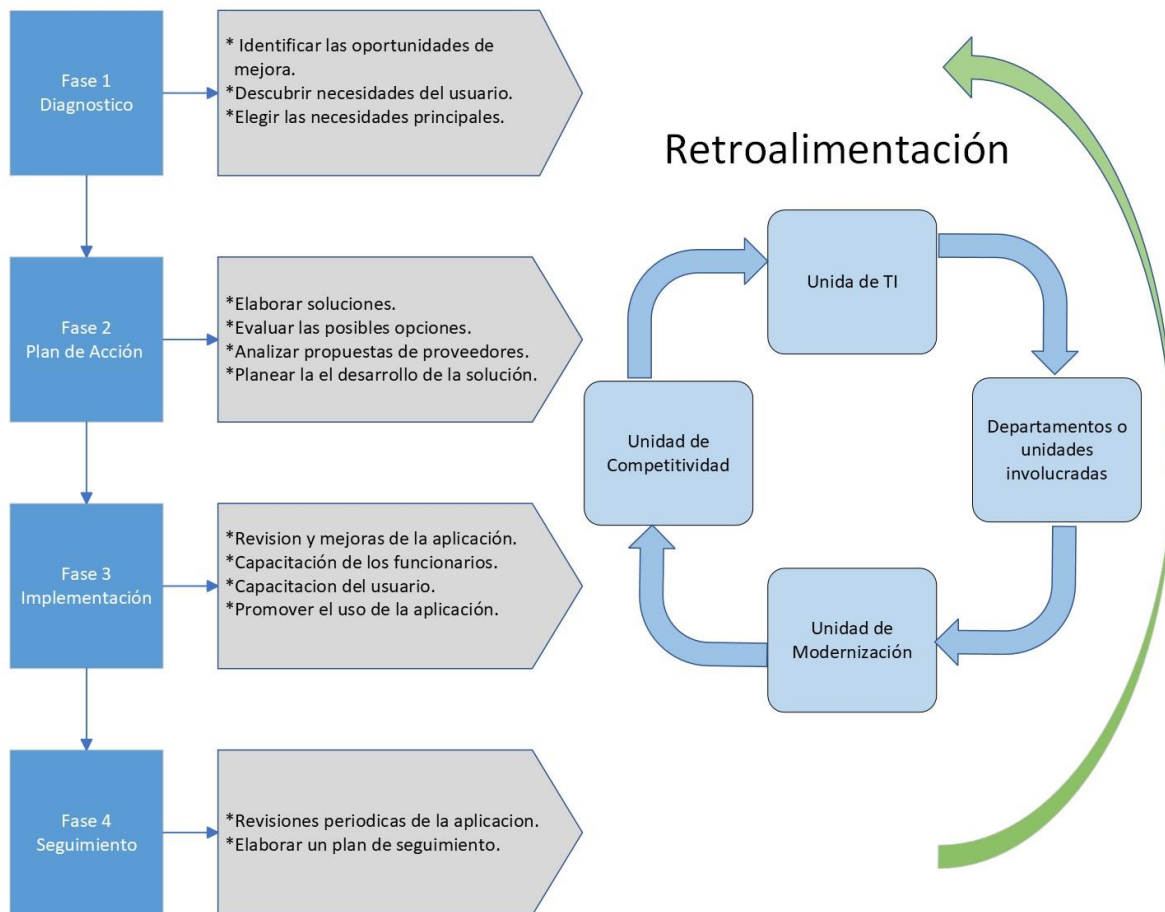 Fase 1
Diagnostico
* Identificar las oportunidades de
mejora.
*Descubrir necesidades del usuario.
*Elegir las necesidades principales.
Fase 2
Plan de Acción
*Elaborar soluciones.
*Evaluar las posibles opciones.
*Analizar propuestas de proveedores.
*Planear la el desarrollo de la solución.
Fase 3
Implementación
*Revision y mejoras de la aplicación.
*Capacitación de los funcionarios.
*Capacitacion del usuario.
*Promover el uso de la aplicación.
Fase 4
Seguimiento
*Revisiones periodicas de la aplicacion.
*Elaborar un plan de seguimiento.
Retroalimentación
Unida de TI
Departamentos o
unidades
involucradas
Unidad de
Modernización
Unidad de
Competitividad